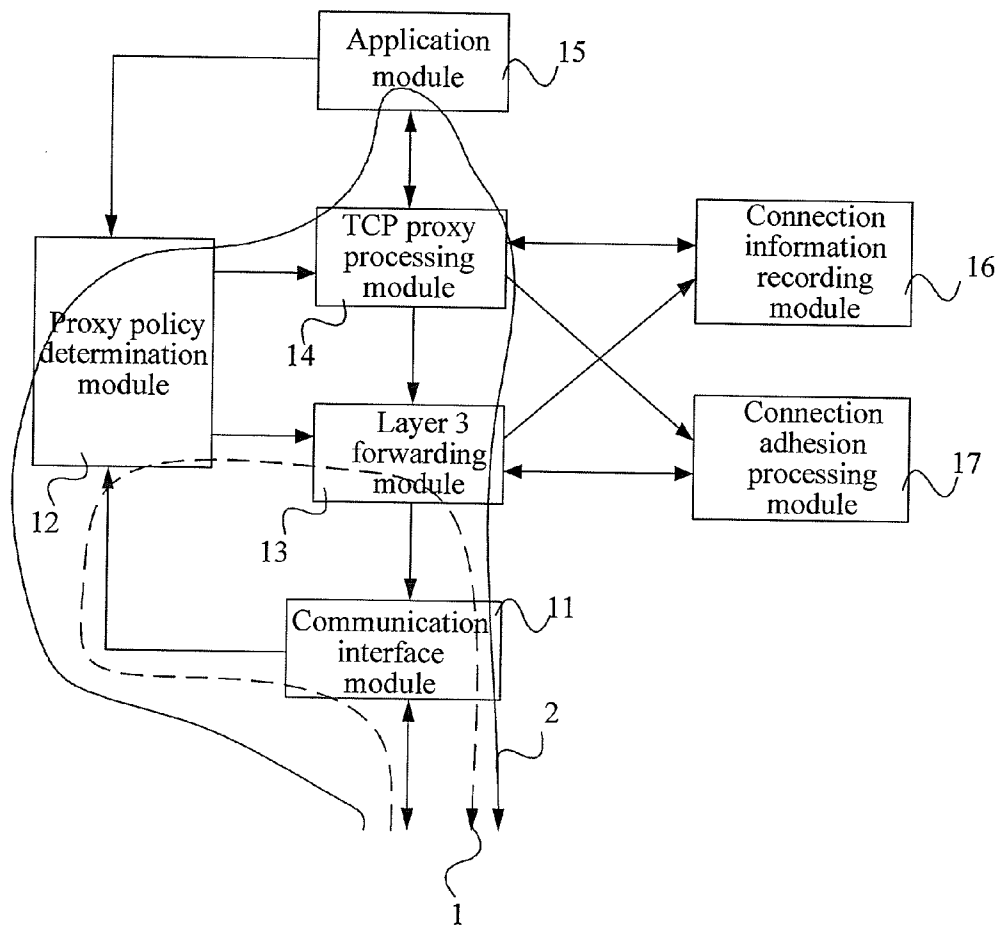 Application
module
15
TCP proxy
processing
module
14
Connection
information
recording
module
16
Proxy policy
determination
module
12
Layer 3
forwarding
module
13
Connection
adhesion
processing
module
17
Communication
interface
module
11
2
1